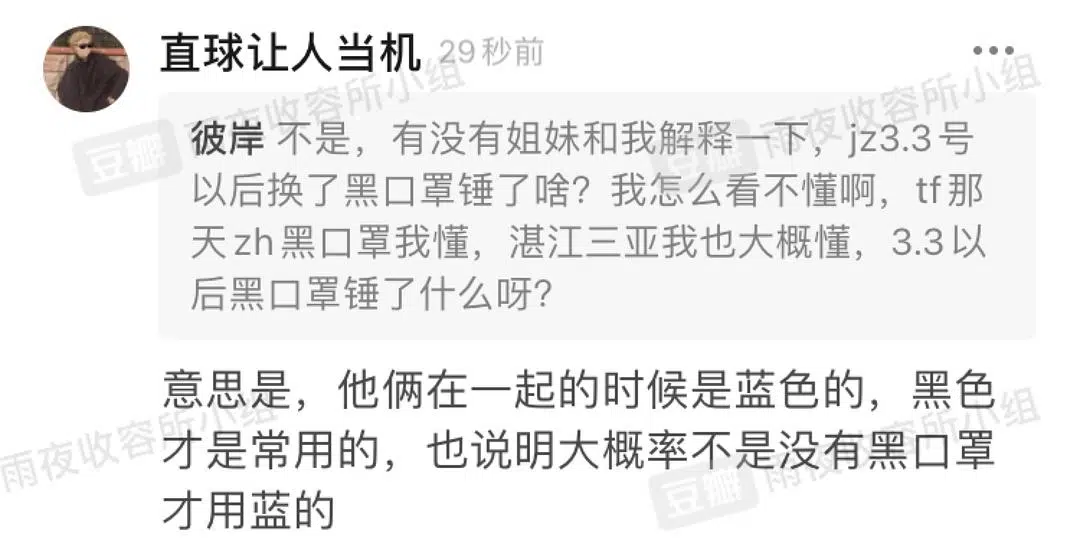 直球让人当机 29秒前
彼岸 不是，有没有姐妹和我解释一下，jz3.3号
以后换了黑口罩锤了啥？我怎么看不懂啊，tf那
天zh黑口罩我懂，湛江三亚我也大概懂，3.3以
后黑口罩锤了什么呀？
意思是，他俩在一起的时候是蓝色的，黑色
才是常用的，也说明大概率不是没有黑口罩
才用蓝的
豆瓣 雨夜收容所小组
豆瓣 雨夜收容所小组
雨夜收容所小组
豆瓣 雨夜收容所小组